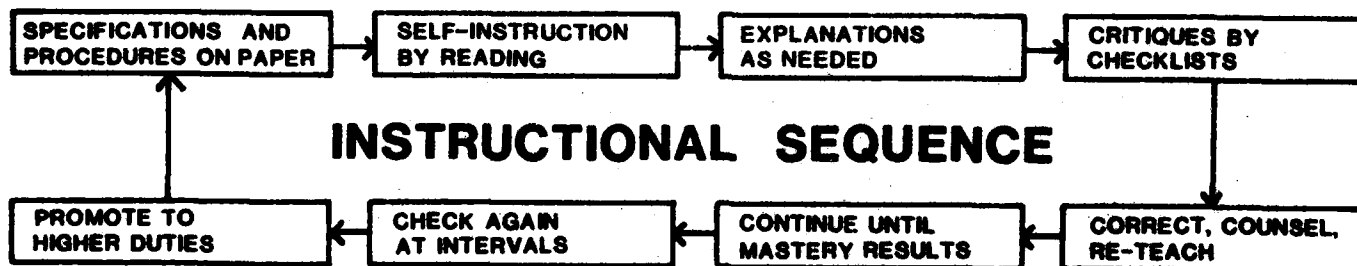 SPECIFICATIONS AND
PROCEDURES ON PAPER
SELF-INSTRUCTION
BY READING
EXPLANATIONS
AS NEEDED
CRITIQUES BY
CHECKLISTS
INSTRUCTIONAL SEQUENCE
PROMOTE TO
HIGHER DUTIES
CHECK AGAIN
AT INTERVALS
CONTINUE UNTIL
MASTERY RESULTS
CORRECT, COUNSEL,
RE-TEACH